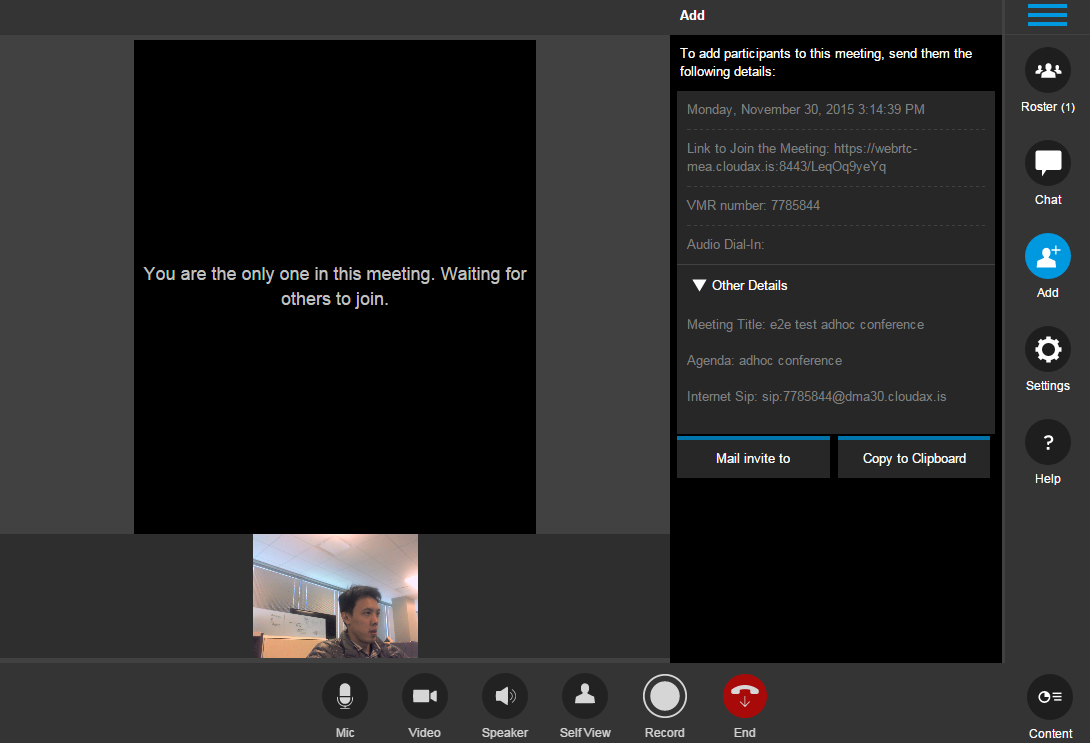 Add
To add participants to this meeting, send them the
following details:
Monday, November 30, 2015 3:14:39 PM
Link to Join the Meeting: https://webrtc-
mea.cloudax.is:8443/LeqOq9yeYq
VMR number: 7785844
Audio Dial-In:
Other Details
Meeting Title: e2e test adhoc conference
Agenda: adhoc conference
Internet Sip: sip:7785844@dma30.cloudax.is
Mail invite to
Copy to Clipboard
You are the only one in this meeting. Waiting for
others to join.
Roster (1)
Chat
Add
Settings
?
Help
Mic
Video
Speaker
Self View
Record
End
Content